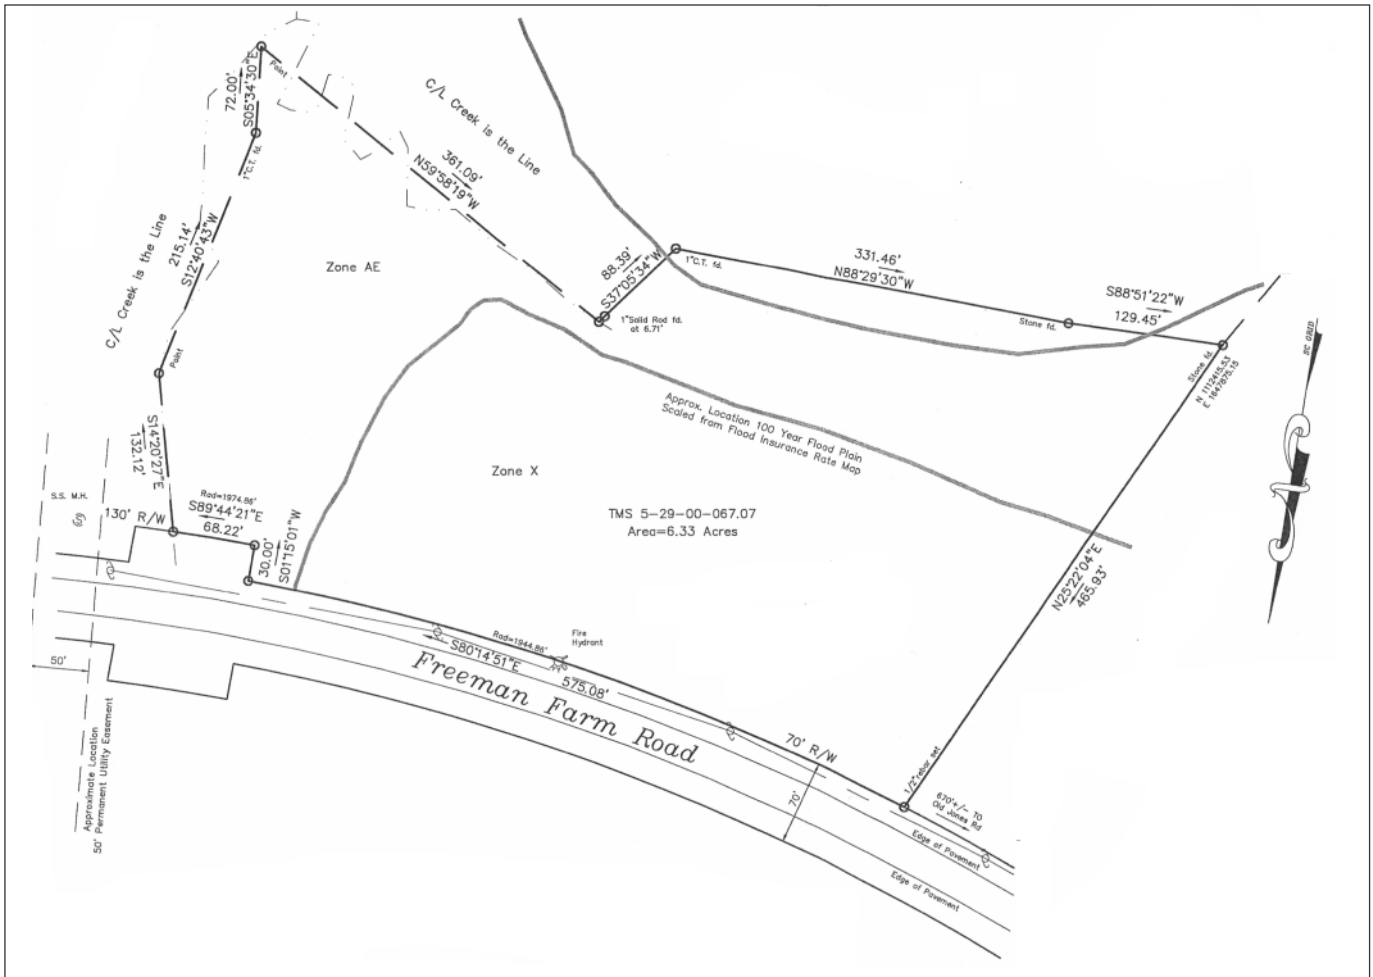 72.00'
S05°34'30"E
Point
1"C.T. fd.
C/L Creek is the Line
361.09'
N59°58'19"W
C/L Creek is the Line
215.14'
S12°40'43"W
Zone AE
88.39'
S37°05'34"W
1"C.T. fd.
1"Solid Rod fd.
at 6.71'
331.46'
N88°29'30"W
Stone fd.
S88°51'22"W
129.45'
Stone fd.
N 1112415.53
E 1647875.15
SC GRID
Point
S14°20'27"E
132.12'
Approx. Location 100 Year Flood Plain
Scaled from Flood Insurance Rate Map
Zone X
S.S. M.H.
130' R/W
Rad=1974.86'
S89°44'21"E
68.22'
30.00'
S01°15'01"W
TMS 5-29-00-067.07
Area=6.33 Acres
N25°22'04"E
465.93'
Fire
Hydrant
Rad=1944.86'
S80°14'51"E
575.08'
Freeman Farm Road
50'
70' R/W
70'
1/2"rebar set
670'+/- TO
Old Jones Rd
Edge of Pavement
Edge of Pavement
Approximate Location
50' Permanent Utility Easement